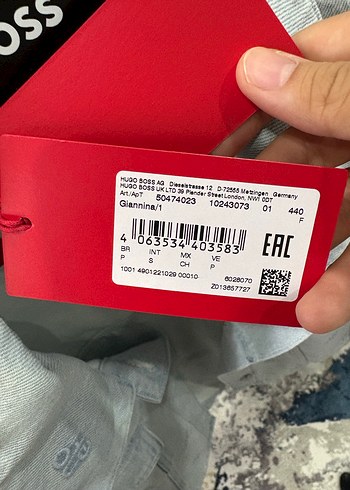 OSS
HUGO BOSS AG Dieselstrasse 12 D-72555 Metzingen Germany
HUGO BOSS UK LTD 39 Plender Street London, NW1 0DT
Art./ApT 50474023 10243073 01 440
Giannina/1 F
4 063534 403583
EAC
BR INT MX VE
P S CH P
1001 4901221029 00010 6028070
Z013657727